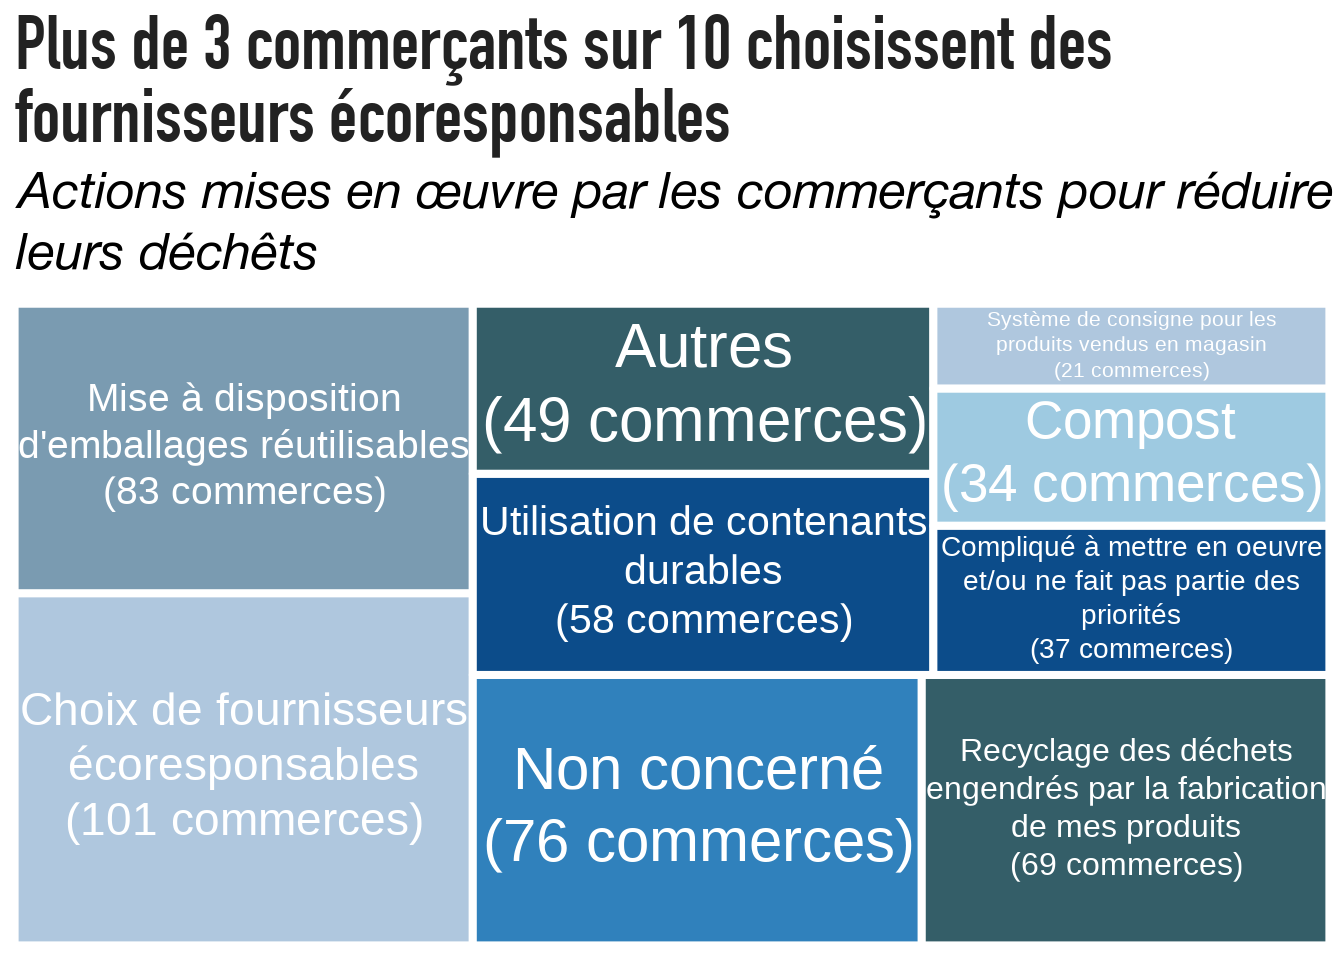 Plus de 3 commerçants sur 10 choisissent des
fournisseurs écoresponsables
Actions mises en œuvre par les commerçants pour réduire
leurs déchêts
Mise à disposition
d'emballages réutilisables
(83 commerces)
Choix de fournisseurs
écoresponsables
(101 commerces)
Autres
(49 commerces)
Utilisation de contenants
durables
(58 commerces)
Non concerné
(76 commerces)
Système de consigne pour les
produits vendus en magasin
(21 commerces)
Compost
(34 commerces)
Compliqué à mettre en oeuvre
et/ou ne fait pas partie des
priorités
(37 commerces)
Recyclage des déchets
engendrés par la fabrication
de mes produits
(69 commerces)